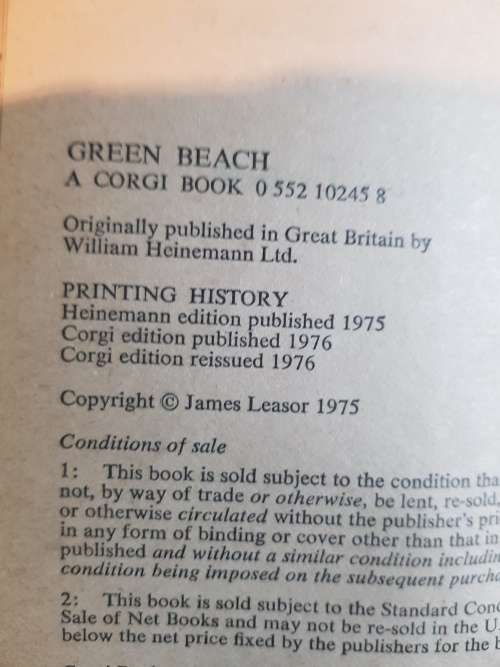 GREEN BEACH
A CORGI BOOK 0 552 10245 8
Originally published in Great Britain by
William Heinemann Ltd.
PRINTING HISTORY
Heinemann edition published 1975
Corgi edition published 1976
Corgi edition reissued 1976
Copyright © James Leasor 1975
Conditions of sale
1: This book is sold subject to the condition tha
not, by way of trade or otherwise, be lent, re-sold,
or otherwise circulated without the publisher's pri
in any form of binding or cover other than that in
published and without a similar condition includin
condition being imposed on the subsequent purcha
2: This book is sold subject to the Standard Conc
Sale of Net Books and may not be re-sold in the U.
below the net price fixed by the publishers for the b